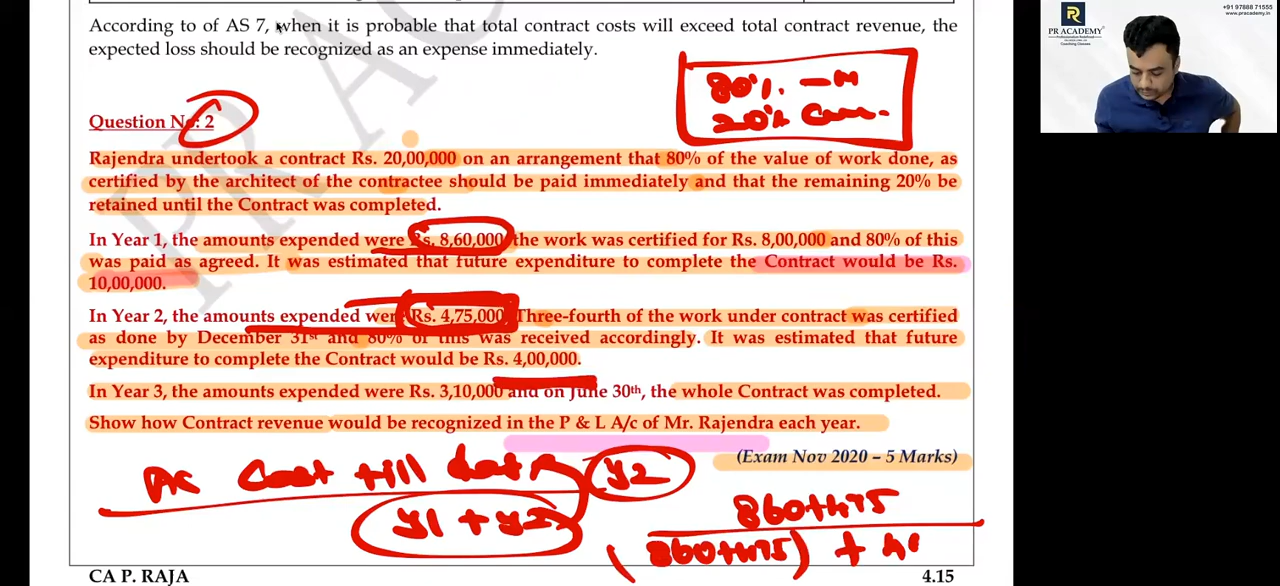 According to of AS 7, when it is probable that total contract costs will exceed total contract revenue, the
expected loss should be recognized as an expense immediately.
+91 97888 71555
www.pracademy.in
PR ACADEMY
80% - M
20% Com.
Question No: 2
Rajendra undertook a contract Rs. 20,00,000 on an arrangement that 80% of the value of work done, as
certified by the architect of the contractee should be paid immediately and that the remaining 20% be
retained until the Contract was completed.
In Year 1, the amounts expended were Rs. 8,60,000 the work was certified for Rs. 8,00,000 and 80% of this
was paid as agreed. It was estimated that future expenditure to complete the Contract would be Rs.
10,00,000.
In Year 2, the amounts expended were Rs. 4,75,000 Three-fourth of the work under contract was certified
as done by December 31st and 80% of this was received accordingly. It was estimated that future
expenditure to complete the Contract would be Rs. 4,00,000.
In Year 3, the amounts expended were Rs. 3,10,000 and on June 30th, the whole Contract was completed.
Show how Contract revenue would be recognized in the P & L A/c of Mr. Rajendra each year.
(Exam Nov 2020 – 5 Marks)
Cost till date Y2
Y1 + Y2
860+475
(860+475) + 40
CA P. RAJA
4.15